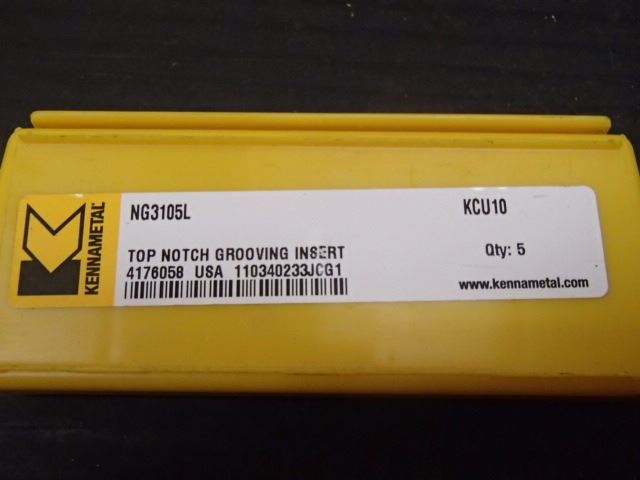 KENNAMETAL
NG3105L KCU10
TOP NOTCH GROOVING INSERT Qty: 5
4176058 USA 110340233JCG1
www.kennametal.com